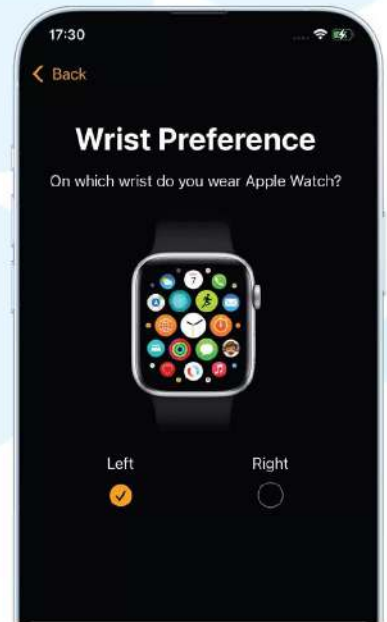 17:30
Back
Wrist Preference
On which wrist do you wear Apple Watch?
7
Left
Right